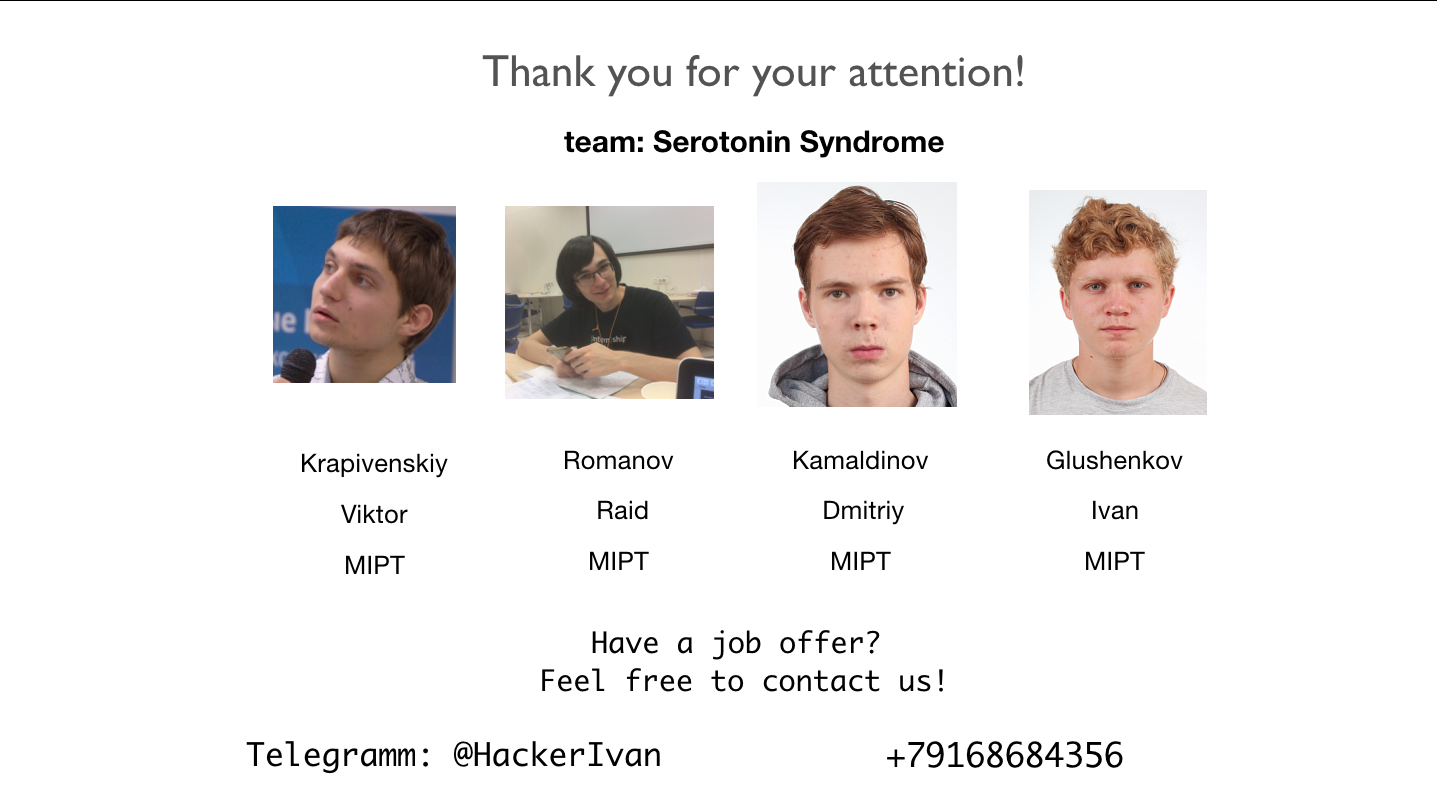 Thank you for your attention!
team: Serotonin Syndrome
Krapivenskiy
Viktor
MIPT
Romanov
Raid
MIPT
Kamaldinov
Dmitriy
MIPT
Glushenkov
Ivan
MIPT
Have a job offer?
Feel free to contact us!
Telegramm: @HackerIvan
+79168684356